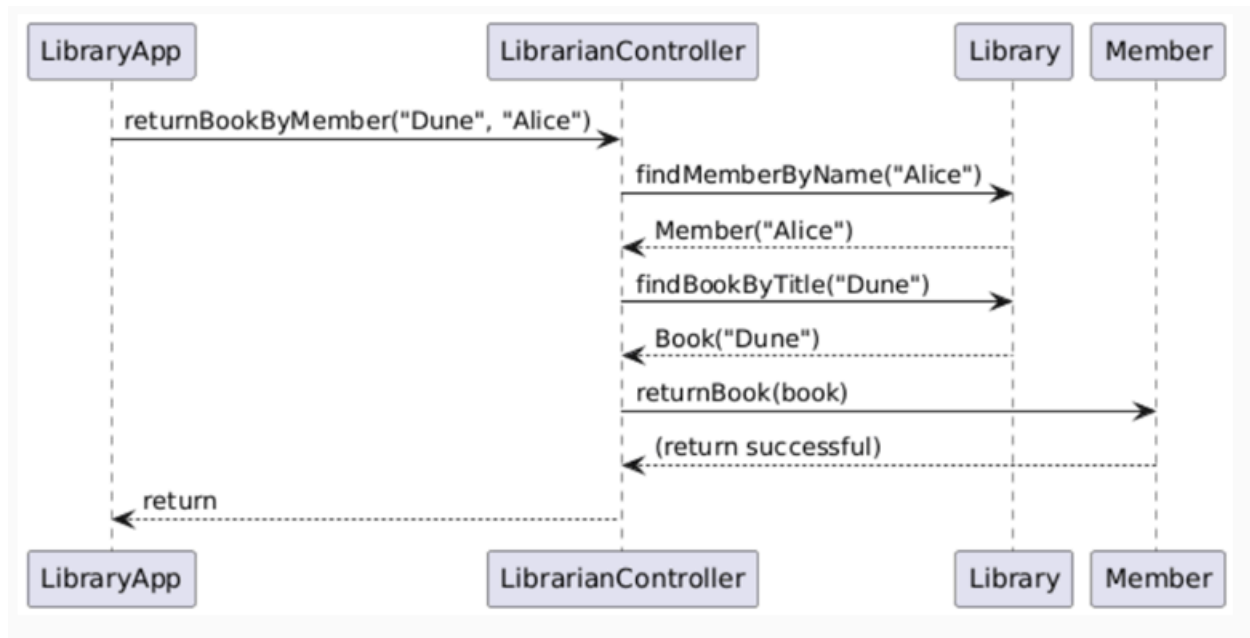 LibraryApp
LibrarianController
Library
Member
returnBookByMember("Dune", "Alice")
findMemberByName("Alice")
Member("Alice")
findBookByTitle("Dune")
Book("Dune")
returnBook(book)
(return successful)
return
LibraryApp
LibrarianController
Library
Member